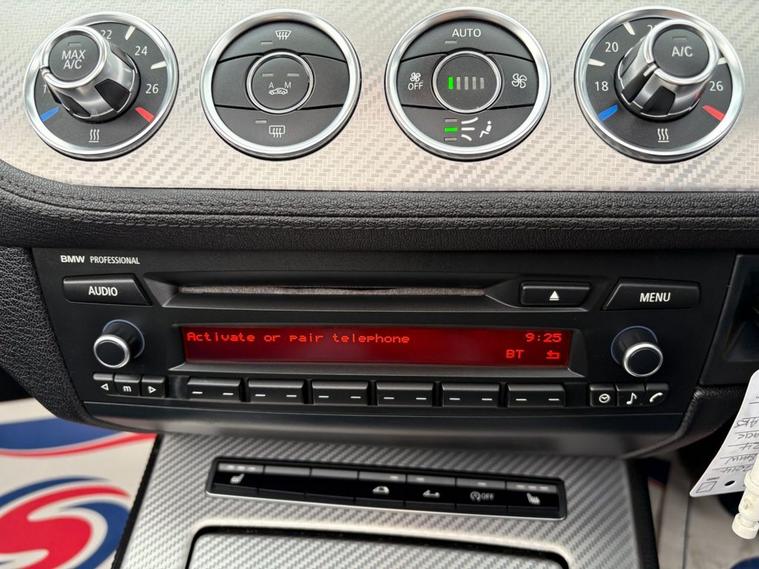 MAX
A/C
22
24
26
A M
AUTO
OFF
20
18
A/C
26
BMW PROFESSIONAL
AUDIO
MENU
Activate or pair telephone 9:25
BT
m
OFF